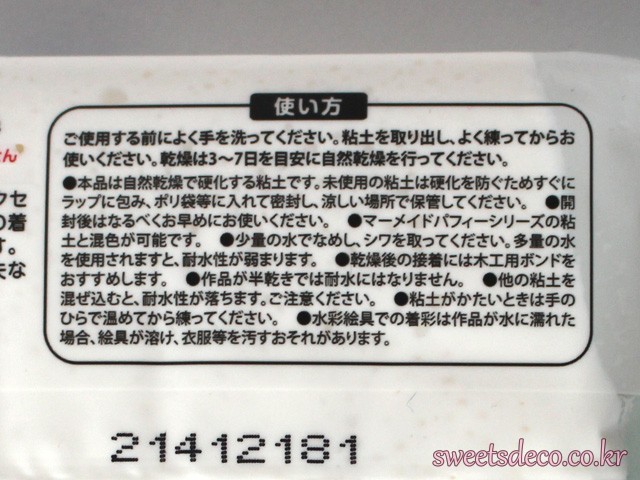 使い方
ご使用する前によく手を洗ってください。粘土を取り出し、よく練ってからお
使いください。乾燥は3〜7日を目安に自然乾燥を行ってください。
●本品は自然乾燥で硬化する粘土です。未使用の粘土は硬化を防ぐためすぐに
ラップに包み、ポリ袋等に入れて密封し、涼しい場所で保管してください。 ●開
封後はなるべくお早めにお使いください。 ●マーメイドパフィーシリーズの粘
土と混色が可能です。 ●少量の水でなめし、シワを取ってください。多量の水
を使用されますと、耐水性が弱まります。 ●乾燥後の接着には木工用ボンドを
おすすめします。 ●作品が半乾きでは耐水にはなりません。 ●他の粘土を
混ぜ込むと、耐水性が落ちます。ご注意ください。 ●粘土がかたいときは手の
ひらで温めてから練ってください。 ●水彩絵具での着彩は作品が水に濡れた
場合、絵具が溶け、衣服等を汚すおそれがあります。
さん
クセ
の着
す。
夫な
21412181
sweetsdeco.co.kr